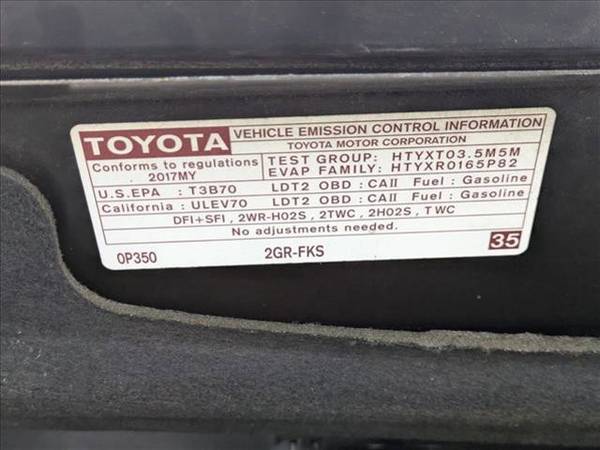 TOYOTA
VEHICLE EMISSION CONTROL INFORMATION
TOYOTA MOTOR CORPORATION
Conforms to regulations
2017MY
TEST GROUP: HTYXT03.5M5M
EVAP FAMILY: HTYXR0165P82
U.S.EPA : T3B70 LDT2 OBD : CAII Fuel : Gasoline
California : ULEV70 LDT2 OBD : CAII Fuel : Gasoline
DFI+SFI , 2WR-HO2S , 2TWC , 2HO2S , TWC
No adjustments needed.
0P350 2GR-FKS 35